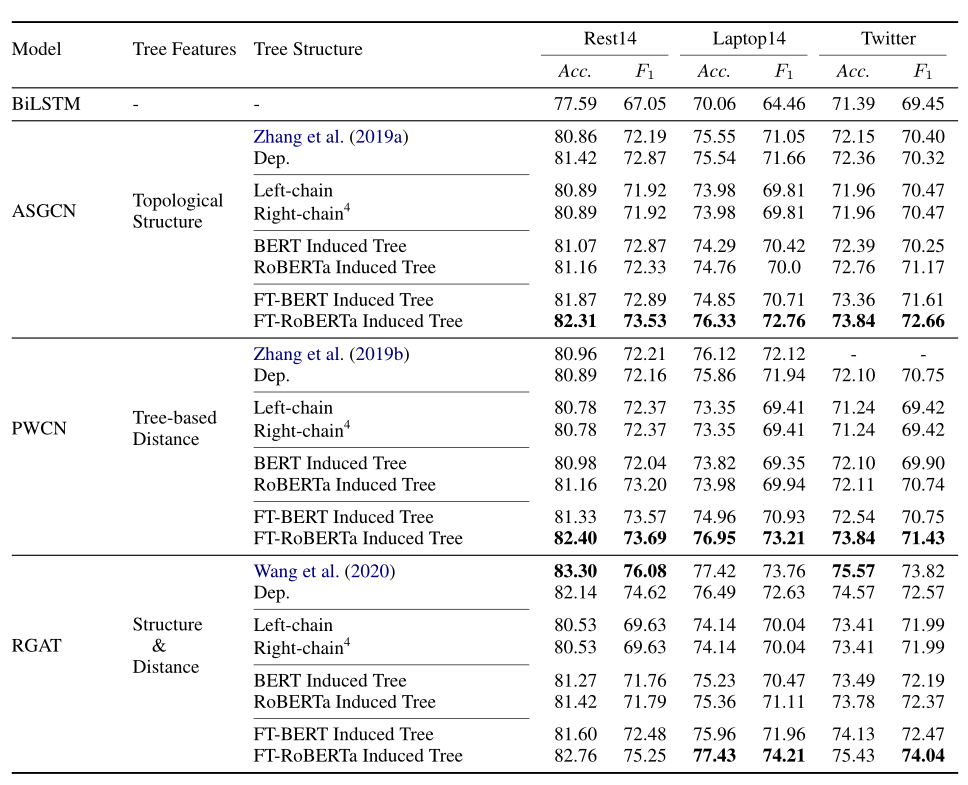 Model Tree Features Tree Structure Rest14 Laptop14 Twitter
Acc. F1 Acc. F1 Acc. F1
BiLSTM - - 77.59 67.05 70.06 64.46 71.39 69.45
ASGCN Topological Structure Zhang et al. (2019a) 80.86 72.19 75.55 71.05 72.15 70.40
Dep. 81.42 72.87 75.54 71.66 72.36 70.32
Left-chain 80.89 71.92 73.98 69.81 71.96 70.47
Right-chain4 80.89 71.92 73.98 69.81 71.96 70.47
BERT Induced Tree 81.07 72.87 74.29 70.42 72.39 70.25
RoBERTa Induced Tree 81.16 72.33 74.76 70.0 72.76 71.17
FT-BERT Induced Tree 81.87 72.89 74.85 70.71 73.36 71.61
FT-RoBERTa Induced Tree 82.31 73.53 76.33 72.76 73.84 72.66
PWCN Tree-based Distance Zhang et al. (2019b) 80.96 72.21 76.12 72.12 - -
Dep. 80.89 72.16 75.86 71.94 72.10 70.75
Left-chain 80.78 72.37 73.35 69.41 71.24 69.42
Right-chain4 80.78 72.37 73.35 69.41 71.24 69.42
BERT Induced Tree 80.98 72.04 73.82 69.35 72.10 69.90
RoBERTa Induced Tree 81.16 73.20 73.98 69.94 72.11 70.74
FT-BERT Induced Tree 81.33 73.57 74.96 70.93 72.54 70.75
FT-RoBERTa Induced Tree 82.40 73.69 76.95 73.21 73.84 71.43
RGAT Structure & Distance Wang et al. (2020) 83.30 76.08 77.42 73.76 75.57 73.82
Dep. 82.14 74.62 76.49 72.63 74.57 72.57
Left-chain 80.53 69.63 74.14 70.04 73.41 71.99
Right-chain4 80.53 69.63 74.14 70.04 73.41 71.99
BERT Induced Tree 81.27 71.76 75.23 70.47 73.49 72.19
RoBERTa Induced Tree 81.42 71.79 75.36 71.11 73.78 72.37
FT-BERT Induced Tree 81.60 72.48 75.96 71.96 74.13 72.47
FT-RoBERTa Induced Tree 82.76 75.25 77.43 74.21 75.43 74.04